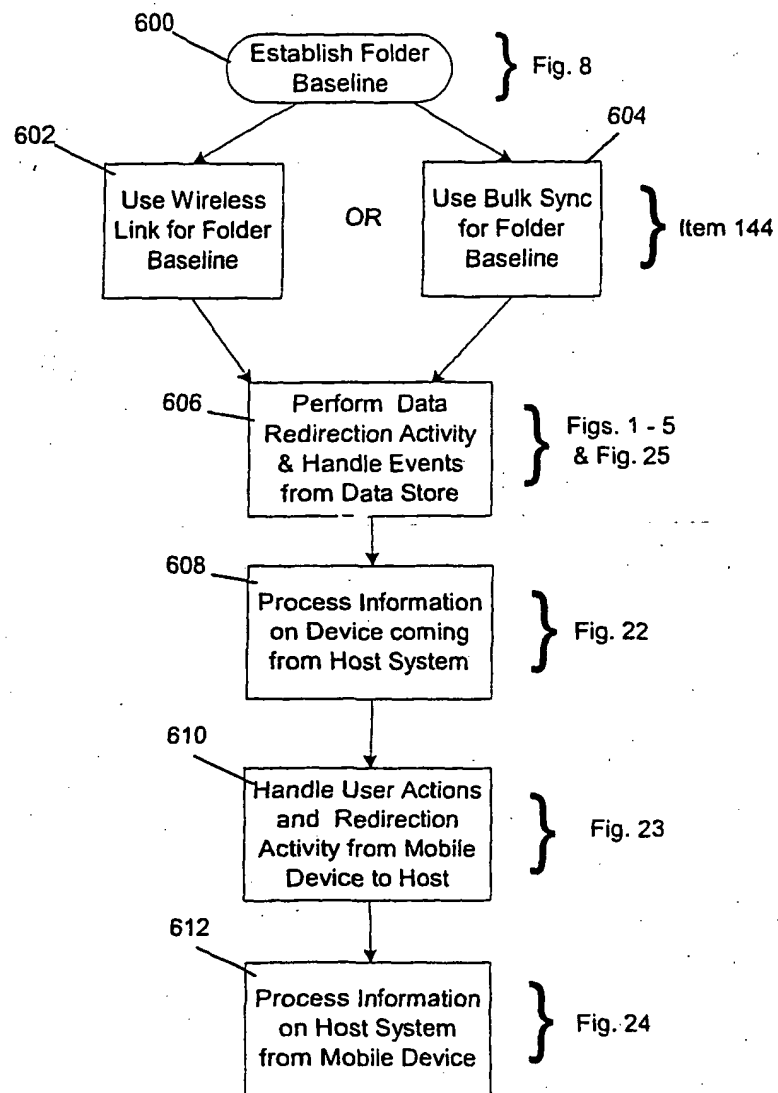 600
Establish Folder
Baseline
} Fig. 8
602
604
Use Wireless
Link for Folder
Baseline
OR
Use Bulk Sync
for Folder
Baseline
} Item 144
606
Perform Data
Redirection Activity
& Handle Events
from Data Store
} Figs. 1 - 5
& Fig. 25
608
Process Information
on Device coming
from Host System
} Fig. 22
610
Handle User Actions
and Redirection
Activity from Mobile
Device to Host
} Fig. 23
612
Process Information
on Host System
from Mobile Device
} Fig. 24